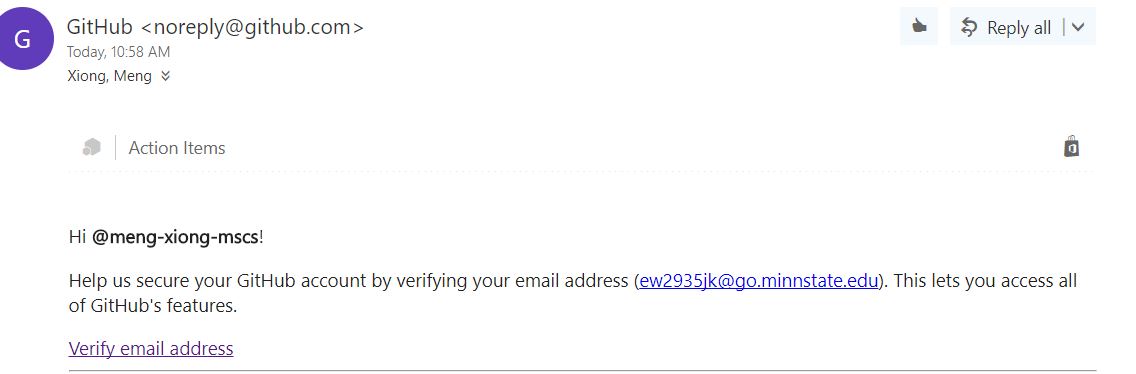 G
GitHub <noreply@github.com>
Reply all
Today, 10:58 AM
Xiong, Meng
Action Items
Hi @meng-xiong-mscs!
Help us secure your GitHub account by verifying your email address (ew2935jk@go.minnstate.edu). This lets you access all
of GitHub's features.
Verify email address